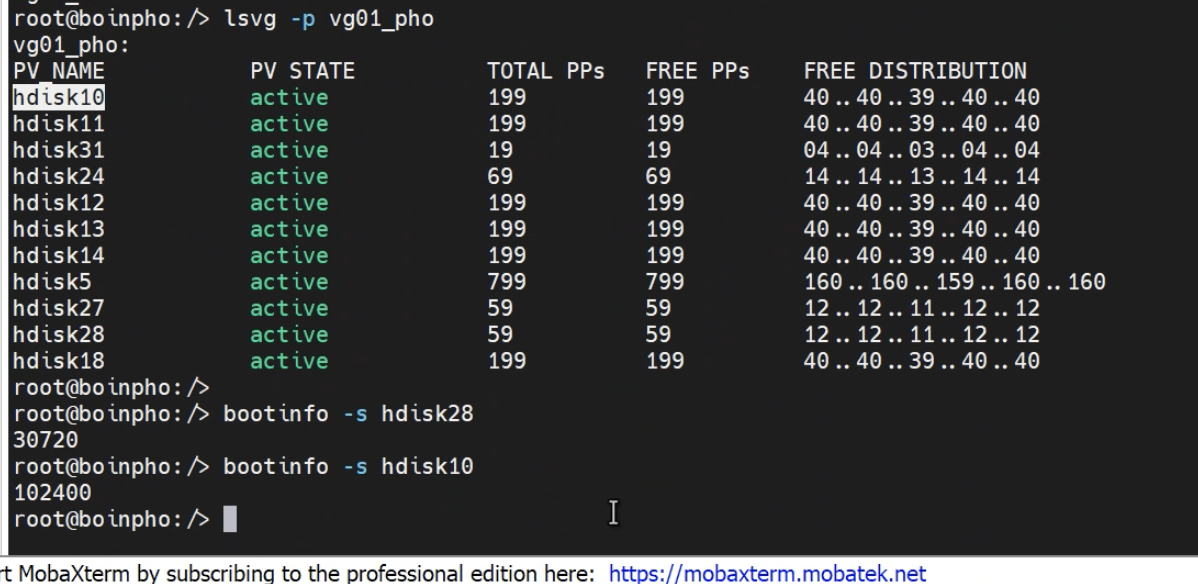 root@boinpho:/> lsvg -p vg01_pho
vg01_pho:
PV_NAME PV STATE TOTAL PPs FREE PPs FREE DISTRIBUTION
hdisk10 active 199 199 40..40..39..40..40
hdisk11 active 199 199 40..40..39..40..40
hdisk31 active 19 19 04..04..03..04..04
hdisk24 active 69 69 14..14..13..14..14
hdisk12 active 199 199 40..40..39..40..40
hdisk13 active 199 199 40..40..39..40..40
hdisk14 active 199 199 40..40..39..40..40
hdisk5 active 799 799 160..160..159..160..160
hdisk27 active 59 59 12..12..11..12..12
hdisk28 active 59 59 12..12..11..12..12
hdisk18 active 199 199 40..40..39..40..40
root@boinpho:/>
root@boinpho:/> bootinfo -s hdisk28
30720
root@boinpho:/> bootinfo -s hdisk10
102400
root@boinpho:/>
rt MobaXterm by subscribing to the professional edition here: https://mobaxterm.mobatek.net